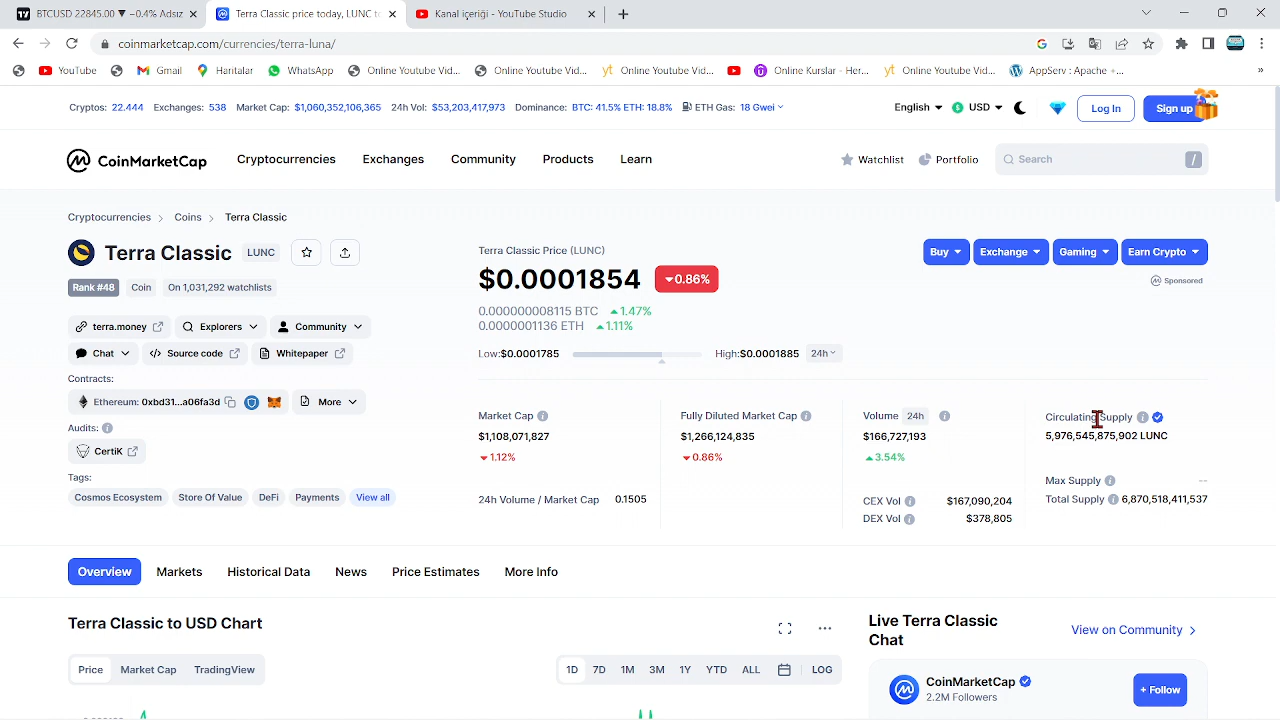 BTCUSD 22845.00 ▼ −0.4% Adsız
Terra Classic price today, LUNC to
Kanal içeriği - YouTube Studio
coinmarketcap.com/currencies/terra-luna/
YouTube
Gmail
Haritalar
WhatsApp
Online Youtube Vid...
Online Youtube Vid...
Online Youtube Vid...
Online Kurslar - Her...
Online Youtube Vid...
AppServ : Apache +...
»
Cryptos: 22.444 Exchanges: 538 Market Cap: $1,060,352,106,365 24h Vol: $53,203,417,973 Dominance: BTC: 41.5% ETH: 18.8% ETH Gas: 18 Gwei
English USD Log In Sign up
CoinMarketCap Cryptocurrencies Exchanges Community Products Learn
Watchlist Portfolio Search /
Cryptocurrencies > Coins > Terra Classic
Terra Classic LUNC
Rank #48 Coin On 1,031,292 watchlists
terra.money Explorers Community
Chat Source code Whitepaper
Contracts:
Ethereum: 0xbd31...a06fa3d More
Audits:
CertiK
Tags:
Cosmos Ecosystem Store Of Value DeFi Payments View all
Terra Classic Price (LUNC)
$0.0001854 0.86%
0.000000008115 BTC 1.47%
0.0000001136 ETH 1.11%
Low:$0.0001785 High:$0.0001885 24h
Buy Exchange Gaming Earn Crypto
Sponsored
Market Cap
$1,108,071,827
1.12%
24h Volume / Market Cap 0.1505
Fully Diluted Market Cap
$1,266,124,835
0.86%
Volume 24h
$166,727,193
3.54%
CEX Vol $167,090,204
DEX Vol $378,805
Circulating Supply
5,976,545,875,902 LUNC
Max Supply --
Total Supply 6,870,518,411,537
Overview Markets Historical Data News Price Estimates More Info
Terra Classic to USD Chart
Price Market Cap TradingView
1D 7D 1M 3M 1Y YTD ALL LOG
Live Terra Classic
Chat
View on Community >
CoinMarketCap
2.2M Followers
+ Follow